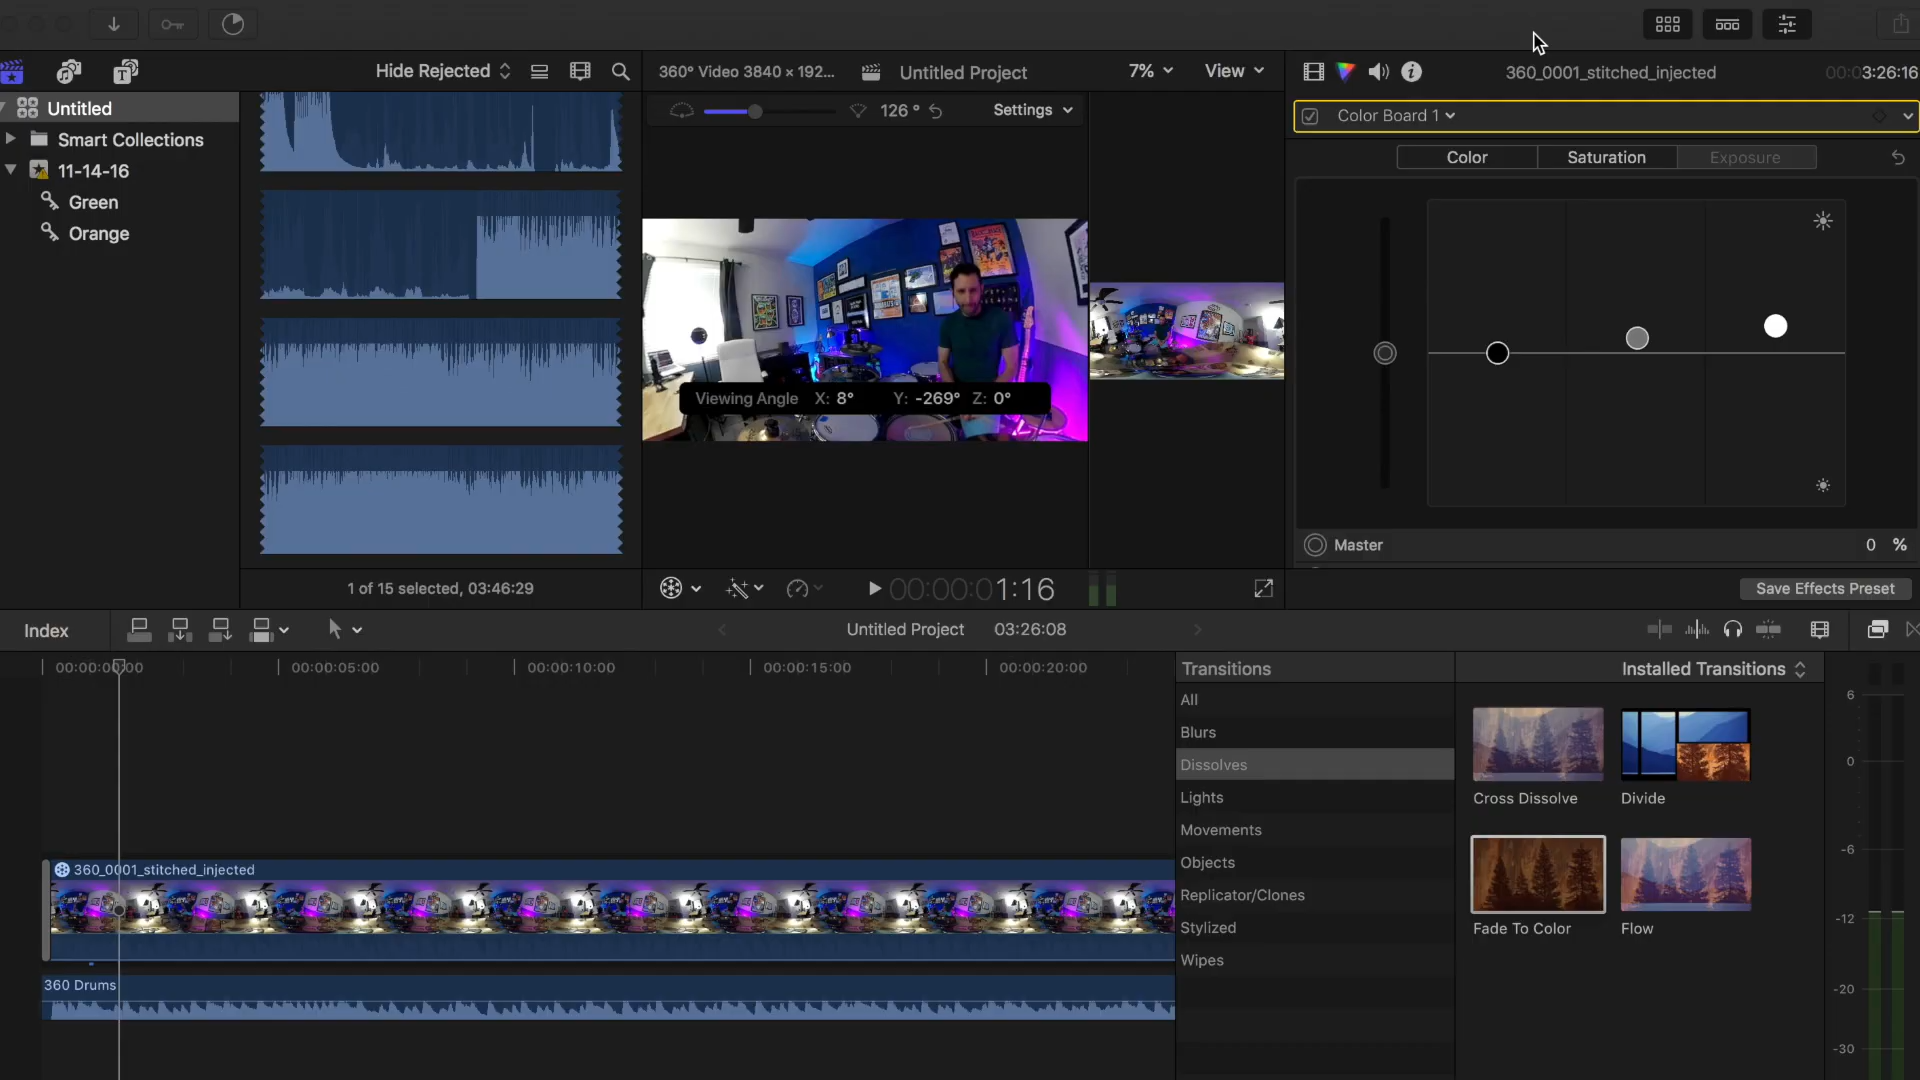 Hide Rejected
360° Video 3840 × 192...
Untitled Project
7%
View
360_0001_stitched_injected
00:00:03:26:16
Untitled
Smart Collections
11-14-16
Green
Orange
126 °
Settings
Color Board 1
Color
Saturation
Exposure
Viewing Angle X: 8° Y: -269° Z: 0°
Master
0 %
1 of 15 selected, 03:46:29
00:00:01:16
Save Effects Preset
Index
Untitled Project
03:26:08
00:00:00:00
00:00:05:00
00:00:10:00
00:00:15:00
00:00:20:00
Transitions
Installed Transitions
All
Blurs
Dissolves
Lights
Movements
Objects
Replicator/Clones
Stylized
Wipes
Cross Dissolve
Divide
Fade To Color
Flow
360_0001_stitched_injected
360 Drums
6
0
-6
-12
-20
-30